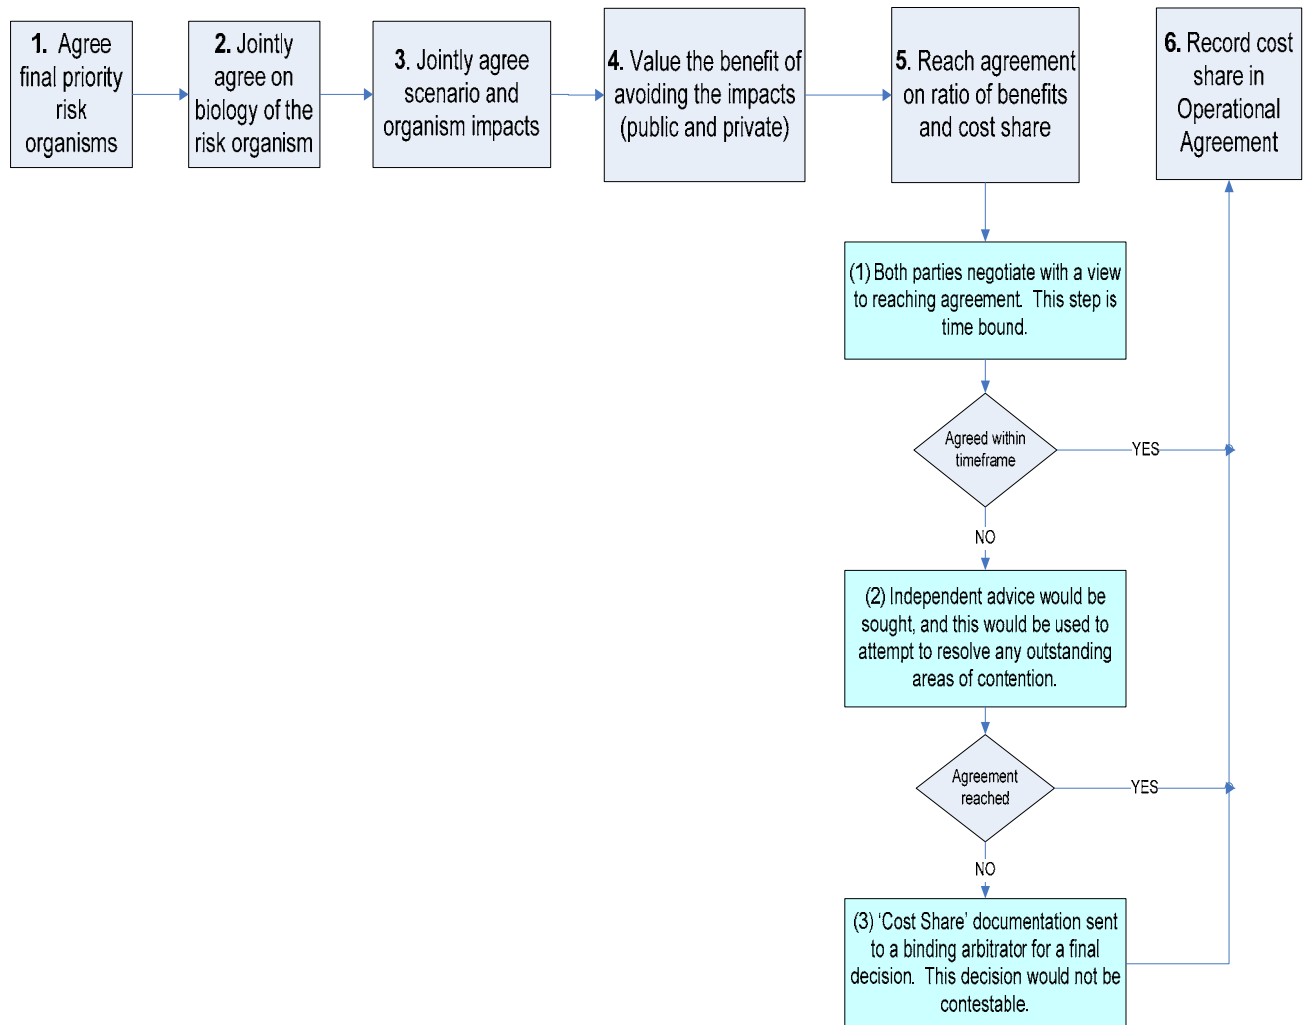 1. Agree
final priority
risk
organisms
2. Jointly
agree on
biology of the
risk organism
3. Jointly agree
scenario and
organism impacts
4. Value the benefit of
avoiding the impacts
(public and private)
5. Reach agreement
on ratio of benefits
and cost share
6. Record cost
share in
Operational
Agreement
(1) Both parties negotiate with a view
to reaching agreement.  This step is
time bound.
Agreed within
timeframe
YES
NO
(2) Independent advice would be
sought, and this would be used to
attempt to resolve any outstanding
areas of contention.
Agreement
reached
YES
NO
(3) ‘Cost Share’ documentation sent
to a binding arbitrator for a final
decision.  This decision would not be
contestable.